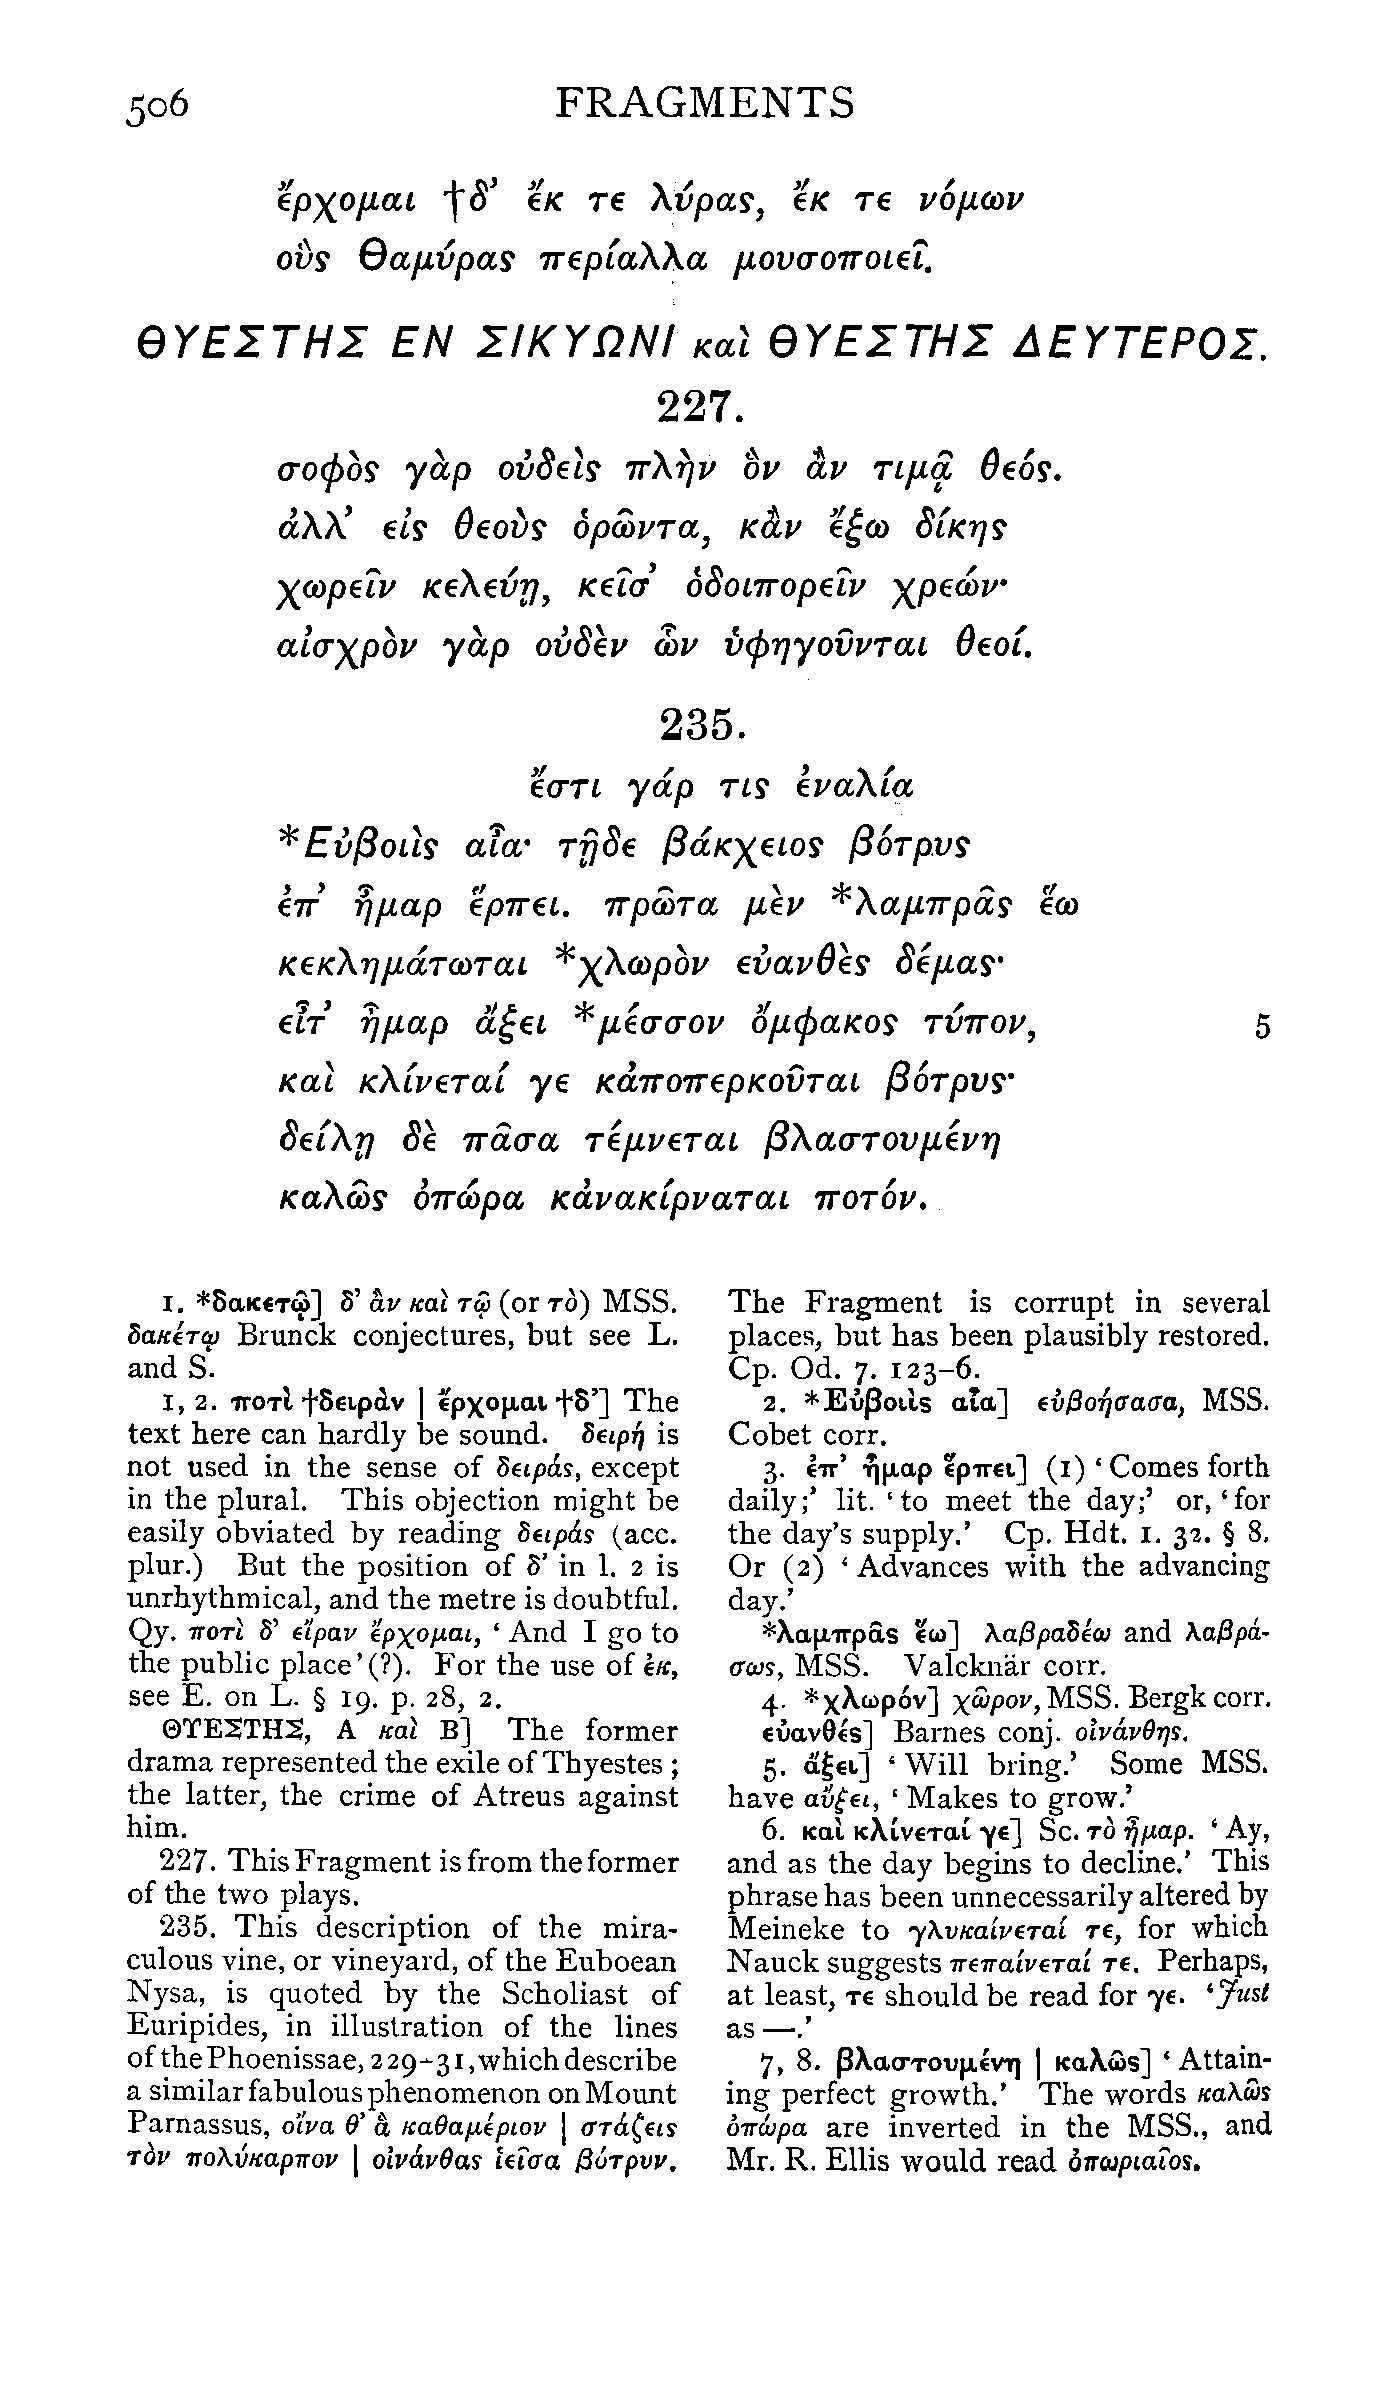 506 FRAGMENTS
ἔρχομαι †δ’ ἔκ τε λύρας, ἔκ τε νόμων
οὓς Θαμύρας περίαλλα μουσοποιεῖ.
ΘΥΕΣΤΗΣ ΕΝ ΣΙΚΥΩΝΙ καὶ ΘΥΕΣΤΗΣ ΔΕΥΤΕΡΟΣ.
227.
σοφὸς γὰρ οὐδεὶς πλὴν ὃν ἂν τιμᾷ θεός.
ἀλλ’ εἰς θεοὺς ὁρῶντα, κἂν ἔξω δίκης
χωρεῖν κελεύῃ, κεῖσ’ ὁδοιπορεῖν χρεών·
αἰσχρὸν γὰρ οὐδὲν ὧν ὑφηγοῦνται θεοί.
235.
ἔστι γάρ τις ἐναλία
*Εὐβοιὶς αἶα· τῇδε βάκχειος βότρυς
ἐπ’ ἦμαρ ἕρπει. πρῶτα μὲν *λαμπρᾶς ἕω
κεκλημάτωται *χλωρὸν εὐανθὲς δέμας·
εἶτ’ ἦμαρ ἄξει *μέσσον ὄμφακος τύπον, 5
καὶ κλίνεταί γε κἀποπερκοῦται βότρυς·
δείλῃ δὲ πᾶσα τέμνεται βλαστουμένη
καλῶς ὀπώρα κἀνακίρναται ποτόν.
1. *δακετῷ] δ’ ἂν καὶ τῷ (or τὸ) MSS.
δακέτῳ Brunck conjectures, but see L.
and S.
1, 2. ποτὶ †δειρὰν | ἔρχομαι †δ’] The
text here can hardly be sound. δειρή is
not used in the sense of δειράς, except
in the plural. This objection might be
easily obviated by reading δειράς (acc.
plur.) But the position of δ’ in l. 2 is
unrhythmical, and the metre is doubtful.
Qy. ποτὶ δ’ εἴραν ἔρχομαι, ‘And I go to
the public place’(?). For the use of ἐκ,
see E. on L. § 19. p. 28, 2.
ΘΥΕΣΤΗΣ, Α καὶ Β] The former
drama represented the exile of Thyestes;
the latter, the crime of Atreus against
him.
227. This Fragment is from the former
of the two plays.
235. This description of the mira-
culous vine, or vineyard, of the Euboean
Nysa, is quoted by the Scholiast of
Euripides, in illustration of the lines
of the Phoenissae, 229-31, which describe
a similar fabulous phenomenon on Mount
Parnassus, οἴνα θ’ ἃ καθαμέριον | στάζεις
τὸν πολύκαρπον | οἰνάνθας ἱεῖσα βότρυν.
The Fragment is corrupt in several
places, but has been plausibly restored.
Cp. Od. 7. 123-6.
2. *Εὐβοιὶς αἶα] εὐβοήσασα, MSS.
Cobet corr.
3. ἐπ’ ἦμαρ ἕρπει] (1) ‘Comes forth
daily;’ lit. ‘to meet the day;’ or, ‘for
the day’s supply.’ Cp. Hdt. 1. 32. § 8.
Or (2) ‘Advances with the advancing
day.’
*λαμπρᾶς ἕω] λαβραδέω and λαβρά-
σως, MSS. Valcknär corr.
4. *χλωρόν] χῶρον, MSS. Bergk corr.
εὐανθές] Barnes conj. οἰνάνθης.
5. ἄξει] ‘Will bring.’ Some MSS.
have αὔξει, ‘Makes to grow.’
6. καὶ κλίνεταί γε] Sc. τὸ ἦμαρ. ‘Ay,
and as the day begins to decline.’ This
phrase has been unnecessarily altered by
Meineke to γλυκαίνεταί τε, for which
Nauck suggests πεπαίνεταί τε. Perhaps,
at least, τε should be read for γε. ‘Just
as —.’
7, 8. βλαστουμένη | καλῶς] ‘Attain-
ing perfect growth.’ The words καλῶς
ὀπώρα are inverted in the MSS., and
Mr. R. Ellis would read ὀπωριαῖος.